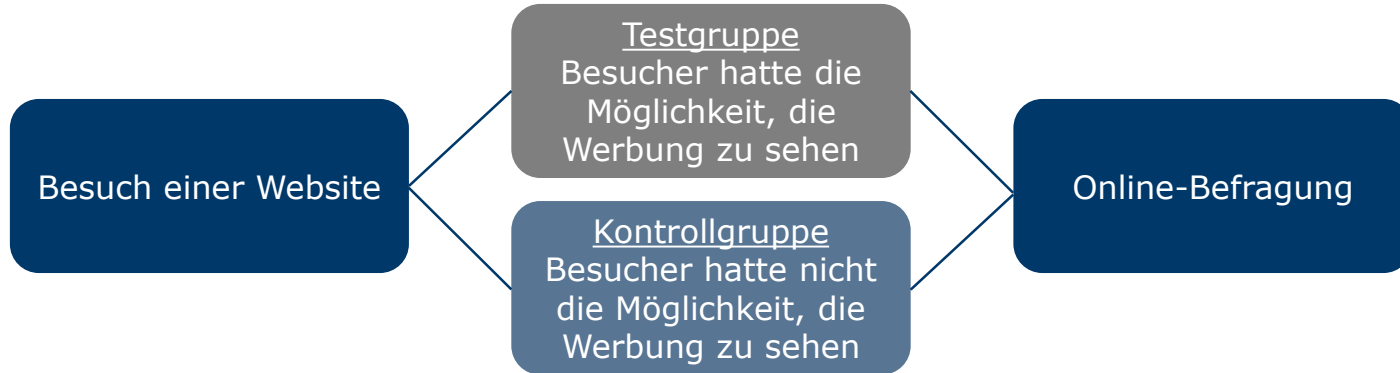 Besuch einer Website
Testgruppe
Besucher hatte die
Möglichkeit, die
Werbung zu sehen
Kontrollgruppe
Besucher hatte nicht
die Möglichkeit, die
Werbung zu sehen
Online-Befragung